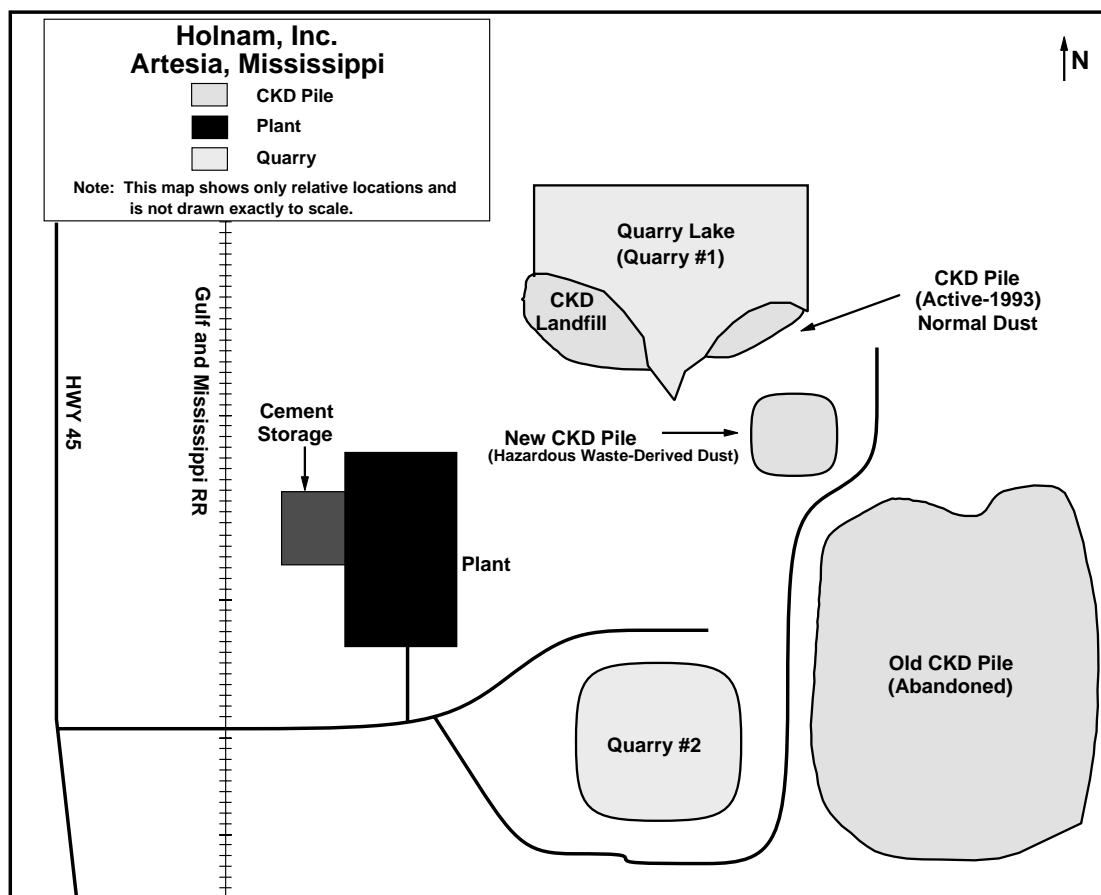 Holnam, Inc.
Artesia, Mississippi
CKD Pile
Plant
Quarry
Note: This map shows only relative locations and
is not drawn exactly to scale.
N
Quarry Lake
(Quarry #1)
CKD
Landfill
CKD Pile
(Active-1993)
Normal Dust
Gulf and Mississippi RR
HWY 45
Cement
Storage
New CKD Pile
(Hazardous Waste-Derived Dust)
Plant
Old CKD Pile
(Abandoned)
Quarry #2